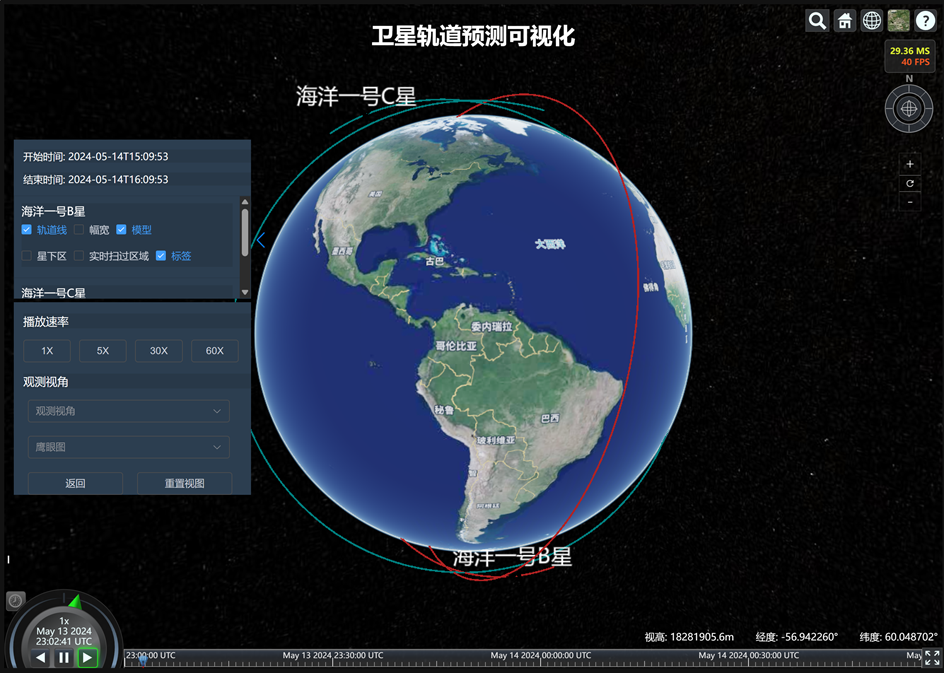 卫星轨道预测可视化
?
29.36 MS
40 FPS
N
海洋一号C星
开始时间: 2024-05-14T15:09:53
结束时间: 2024-05-14T16:09:53
海洋一号B星
轨道线 幅宽 模型
星下区 实时扫过区域 标签
海洋一号C星
播放速率
1X 5X 30X 60X
观测视角
观测视角
鹰眼图
返回 重置视图
+
-
美国
墨西哥
古巴
大西洋
委内瑞拉
哥伦比亚
秘鲁
巴西
玻利维亚
海洋一号B星
1x
May 13 2024
23:02:41 UTC
视高: 18281905.6m 经度: -56.942260° 纬度: 60.048702°
23:00:00 UTC May 13 2024 23:30:00 UTC May 14 2024 00:00:00 UTC May 14 2024 00:30:00 UTC May